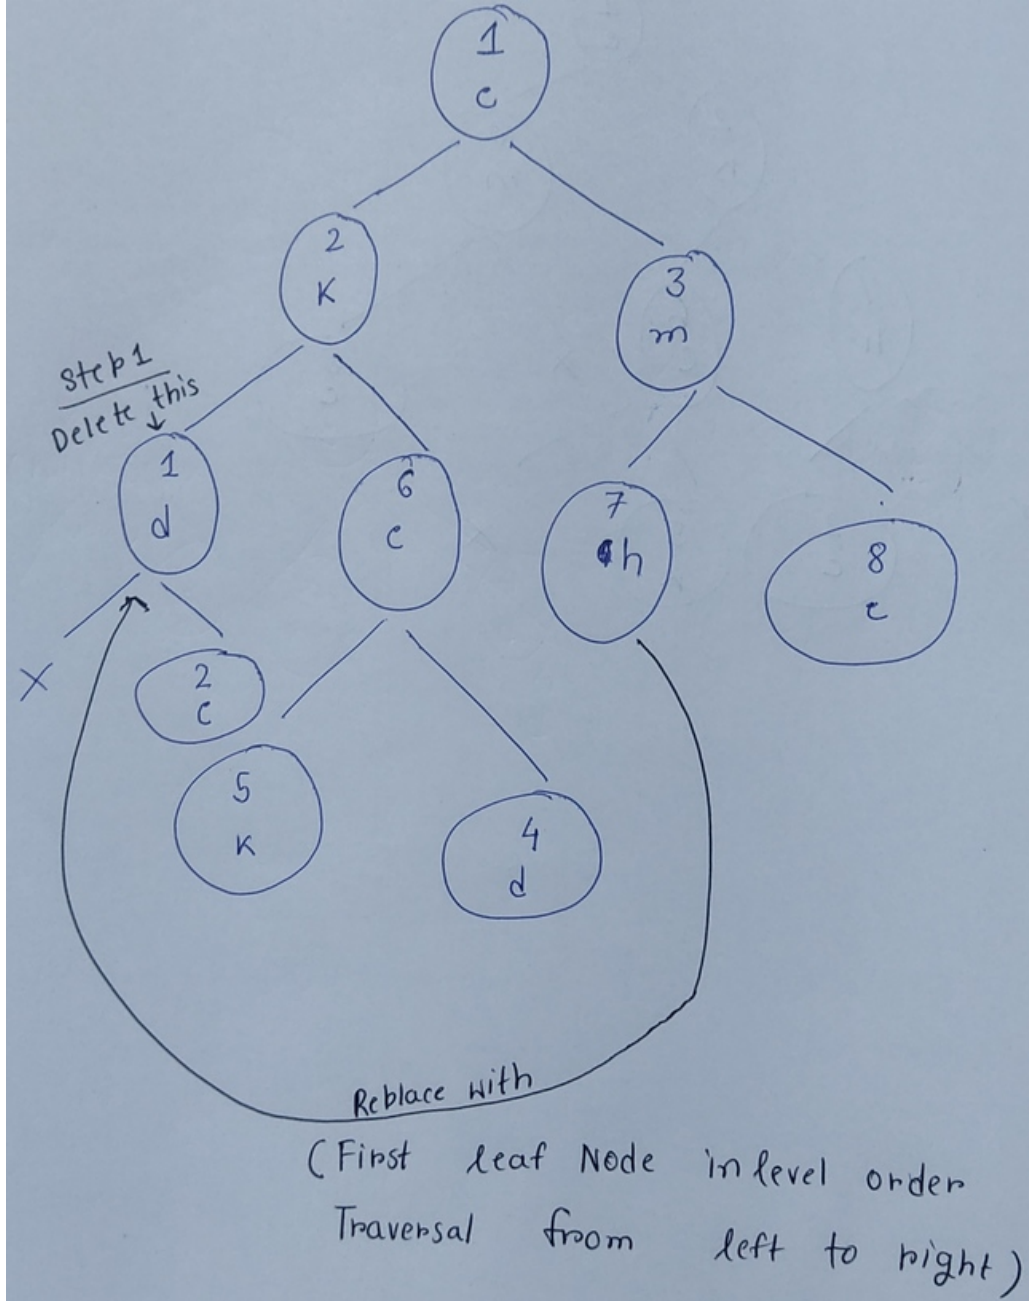 1
c
2
K
3
m
Step 1
Delete this
1
d
6
c
7
h
8
c
X
2
c
5
K
4
d
Replace with
(First leaf Node in level order
Traversal from left to right)